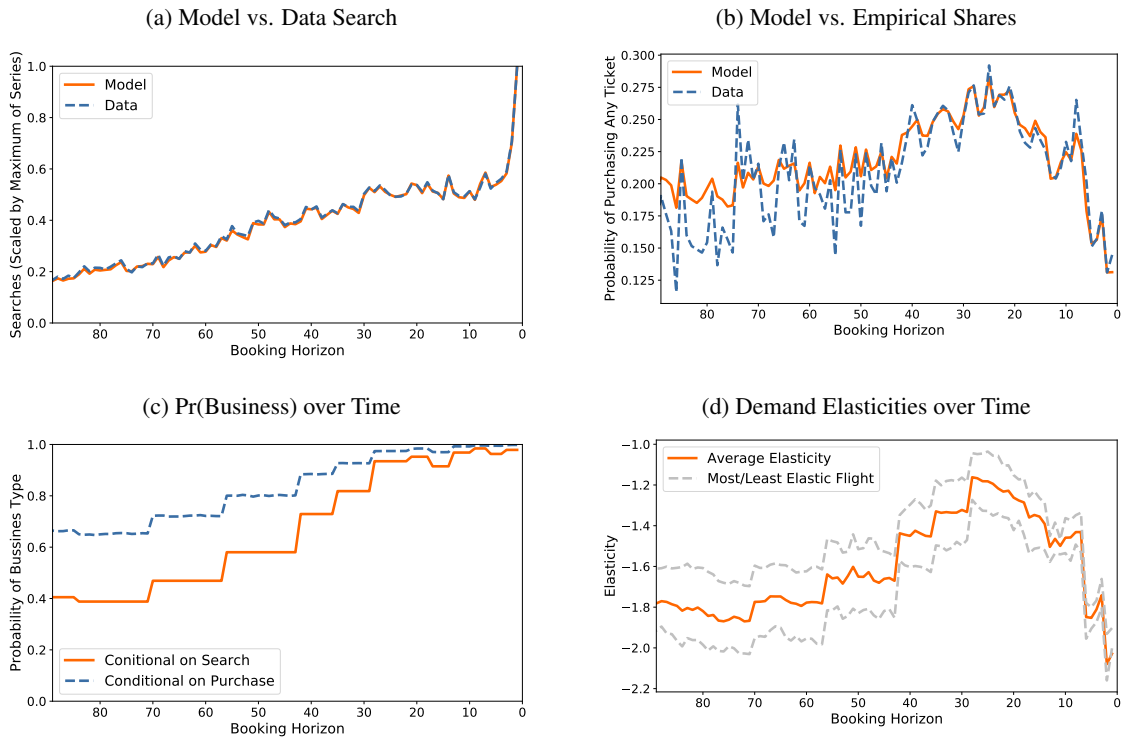 (a) Model vs. Data Search
Searches (Scaled by Maximum of Series)
1.0
0.8
0.6
0.4
0.2
0.0
Model
Data
80 70 60 50 40 30 20 10 0
Booking Horizon
(b) Model vs. Empirical Shares
Probability of Purchasing Any Ticket
0.300
0.275
0.250
0.225
0.200
0.175
0.150
0.125
Model
Data
80 70 60 50 40 30 20 10 0
Booking Horizon
(c) Pr(Business) over Time
Probability of Bussines Type
1.0
0.8
0.6
0.4
0.2
0.0
Conitional on Search
Conditional on Purchase
80 70 60 50 40 30 20 10 0
Booking Horizon
(d) Demand Elasticities over Time
Elasticity
−1.0
−1.2
−1.4
−1.6
−1.8
−2.0
−2.2
Average Elasticity
Most/Least Elastic Flight
80 70 60 50 40 30 20 10 0
Booking Horizon